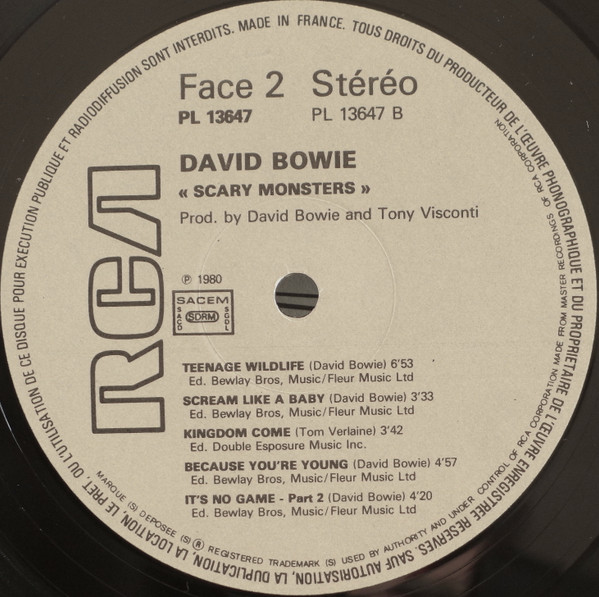 Face 2 Stéréo
PL 13647 PL 13647 B
DAVID BOWIE
« SCARY MONSTERS »
Prod. by David Bowie and Tony Visconti
RCA
℗ 1980
SACEM
SACD
SDRM
SGDL
TEENAGE WILDLIFE (David Bowie) 6'53
Ed. Bewlay Bros, Music/Fleur Music Ltd
SCREAM LIKE A BABY (David Bowie) 3'33
Ed. Bewlay Bros, Music/Fleur Music Ltd
KINGDOM COME (Tom Verlaine) 3'42
Ed. Double Esposure Music Inc.
BECAUSE YOU'RE YOUNG (David Bowie) 4'57
Ed. Bewlay Bros, Music/Fleur Music Ltd
IT'S NO GAME - Part 2 (David Bowie) 4'20
Ed. Bewlay Bros, Music/Fleur Music Ltd
MADE IN FRANCE. TOUS DROITS DU PRODUCTEUR DE L'ŒUVRE PHONOGRAPHIQUE ET DU PROPRIETAIRE DE L'ŒUVRE ENREGISTREE RESERVES. SAUF AUTORISATION, LA DUPLICATION, LA LOCATION, LE PRET, OU L'UTILISATION DE CE DISQUE POUR EXECUTION PUBLIQUE ET RADIODIFFUSION SONT INTERDITS.
MARQUE (S) DEPOSEE (S) ® REGISTERED TRADEMARK (S) USED BY AUTHORITY AND UNDER CONTROL OF RCA CORPORATION MADE FROM MASTER RECORDINGS OF RCA CORPORATION